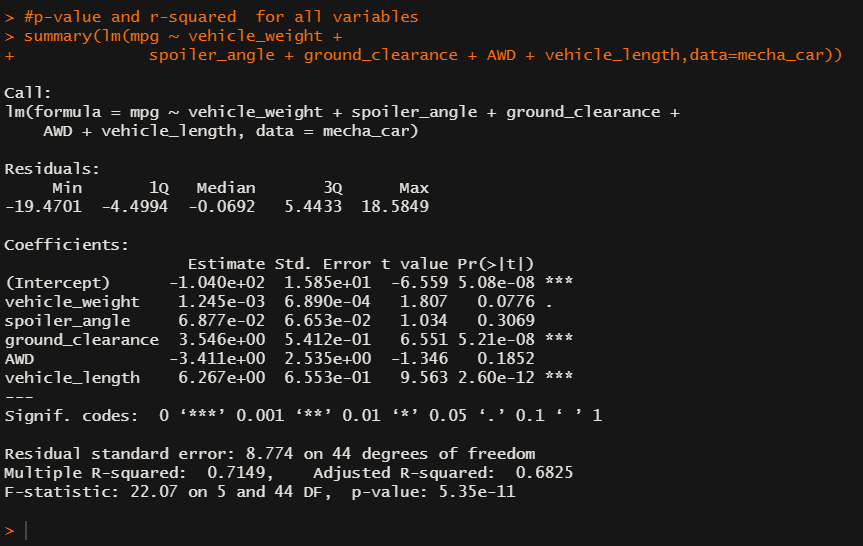 > #p-value and r-squared  for all variables
> summary(lm(mpg ~ vehicle_weight +
+             spoiler_angle + ground_clearance + AWD + vehicle_length,data=mecha_car))
Call:
lm(formula = mpg ~ vehicle_weight + spoiler_angle + ground_clearance +
    AWD + vehicle_length, data = mecha_car)
Residuals:
     Min       1Q   Median       3Q      Max
-19.4701  -4.4994  -0.0692   5.4433  18.5849
Coefficients:
                   Estimate Std. Error t value Pr(>|t|)
(Intercept)      -1.040e+02  1.585e+01  -6.559 5.08e-08 ***
vehicle_weight    1.245e-03  6.890e-04   1.807   0.0776 .
spoiler_angle     6.877e-02  6.653e-02   1.034   0.3069
ground_clearance  3.546e+00  5.412e-01   6.551 5.21e-08 ***
AWD              -3.411e+00  2.535e+00  -1.346   0.1852
vehicle_length    6.267e+00  6.553e-01   9.563 2.60e-12 ***
---
Signif. codes:  0 ‘***’ 0.001 ‘**’ 0.01 ‘*’ 0.05 ‘.’ 0.1 ‘ ’ 1
Residual standard error: 8.774 on 44 degrees of freedom
Multiple R-squared:  0.7149,    Adjusted R-squared:  0.6825
F-statistic: 22.07 on 5 and 44 DF,  p-value: 5.35e-11
>